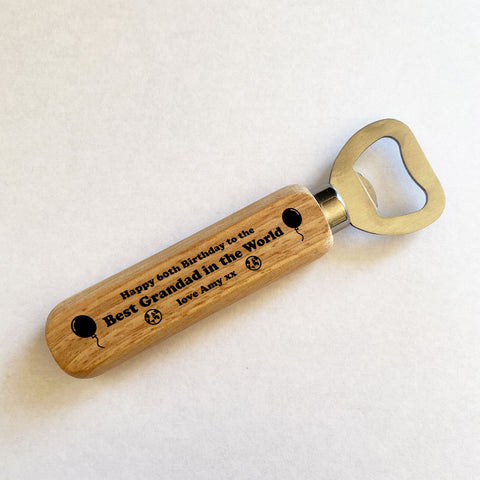 Happy 60th Birthday to the
Best Grandad in the World
love Amy xx